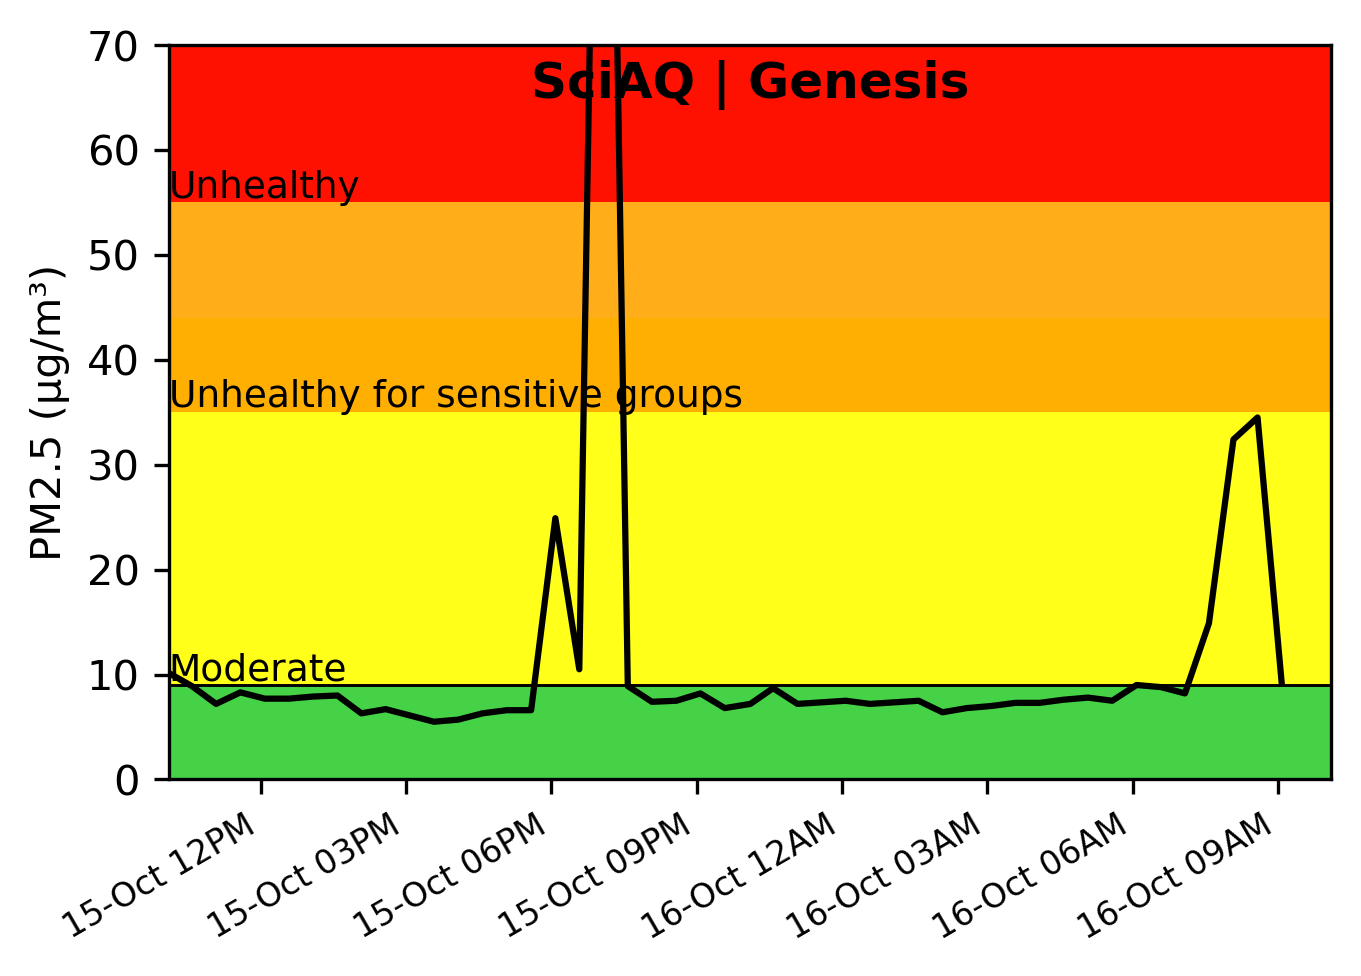 SciAQ | Genesis
PM2.5 (µg/m³)
70
60
50
40
30
20
10
0
Unhealthy
Unhealthy for sensitive groups
Moderate
15-Oct 12PM
15-Oct 03PM
15-Oct 06PM
15-Oct 09PM
16-Oct 12AM
16-Oct 03AM
16-Oct 06AM
16-Oct 09AM